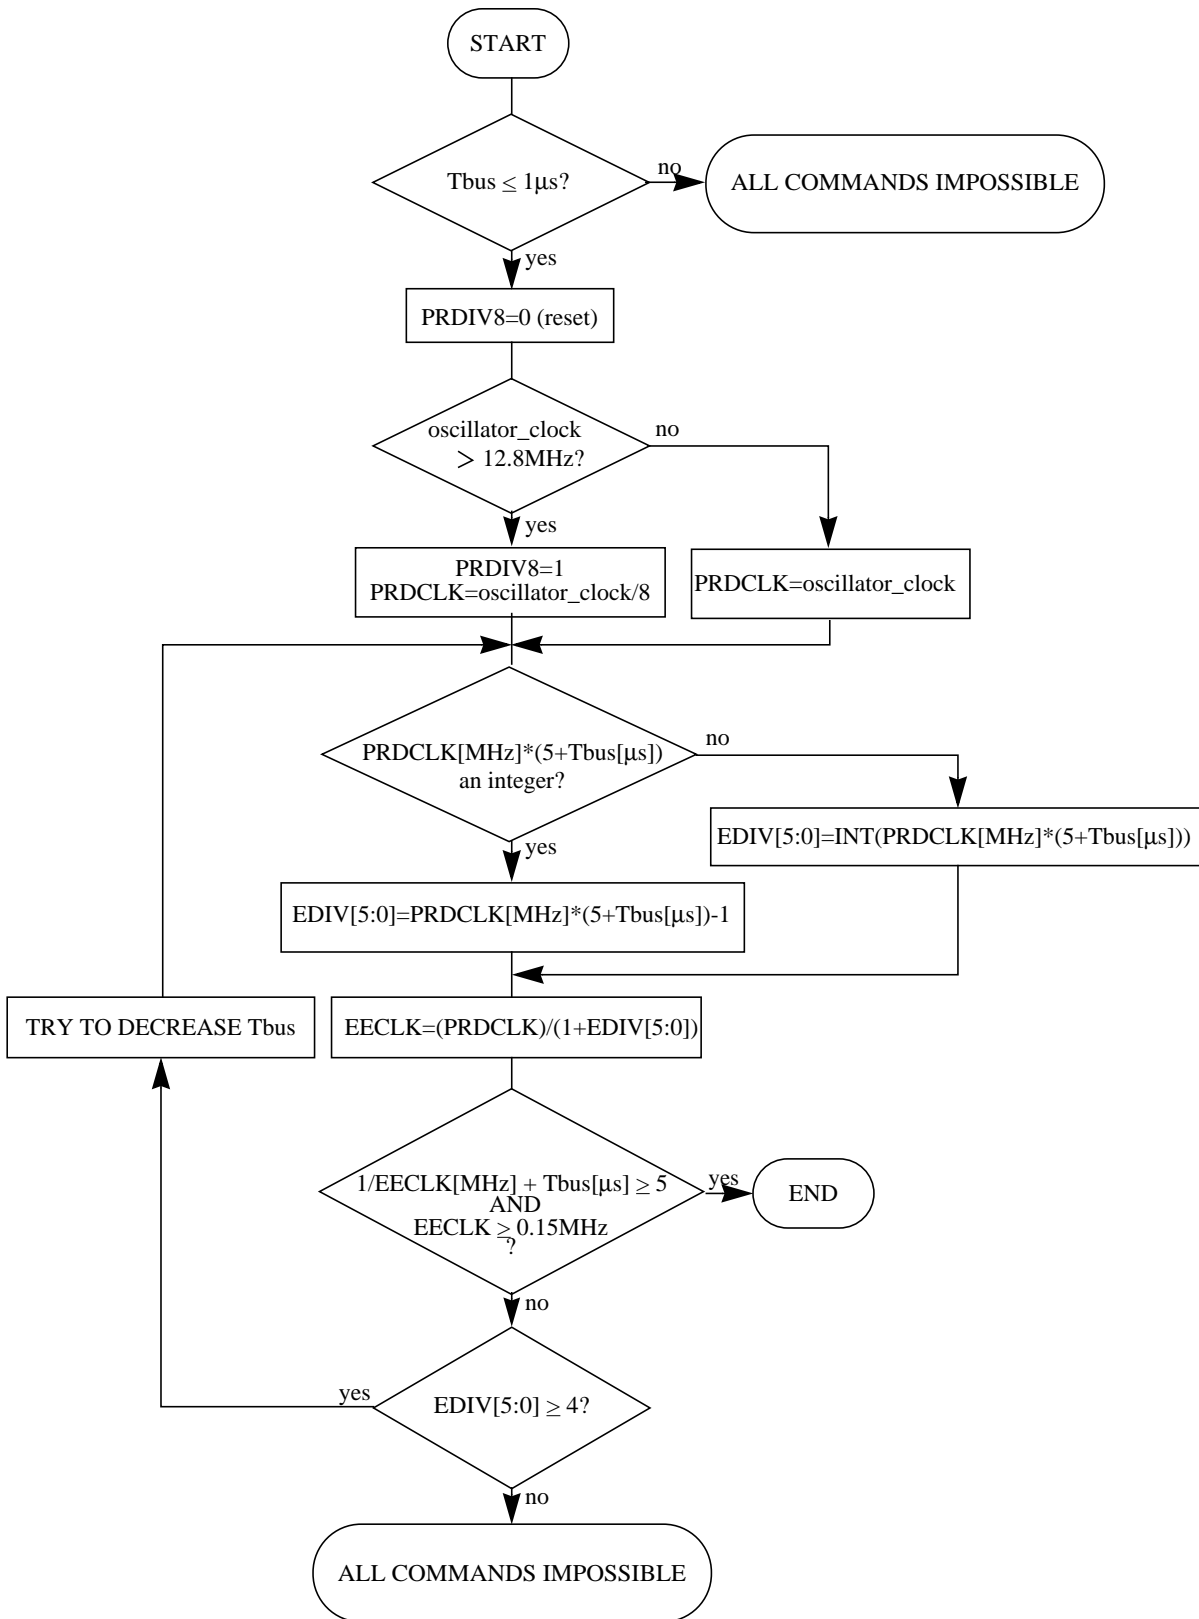 START
Tbus ≤ 1μs?
no
ALL COMMANDS IMPOSSIBLE
yes
PRDIV8=0 (reset)
oscillator_clock
> 12.8MHz?
no
yes
PRDIV8=1
PRDCLK=oscillator_clock/8
PRDCLK=oscillator_clock
PRDCLK[MHz]*(5+Tbus[μs])
an integer?
no
yes
EDIV[5:0]=INT(PRDCLK[MHz]*(5+Tbus[μs]))
EDIV[5:0]=PRDCLK[MHz]*(5+Tbus[μs])-1
TRY TO DECREASE Tbus
EECLK=(PRDCLK)/(1+EDIV[5:0])
1/EECLK[MHz] + Tbus[μs] ≥ 5
AND
EECLK ≥ 0.15MHz
?
yes
END
no
EDIV[5:0] ≥ 4?
yes
no
ALL COMMANDS IMPOSSIBLE